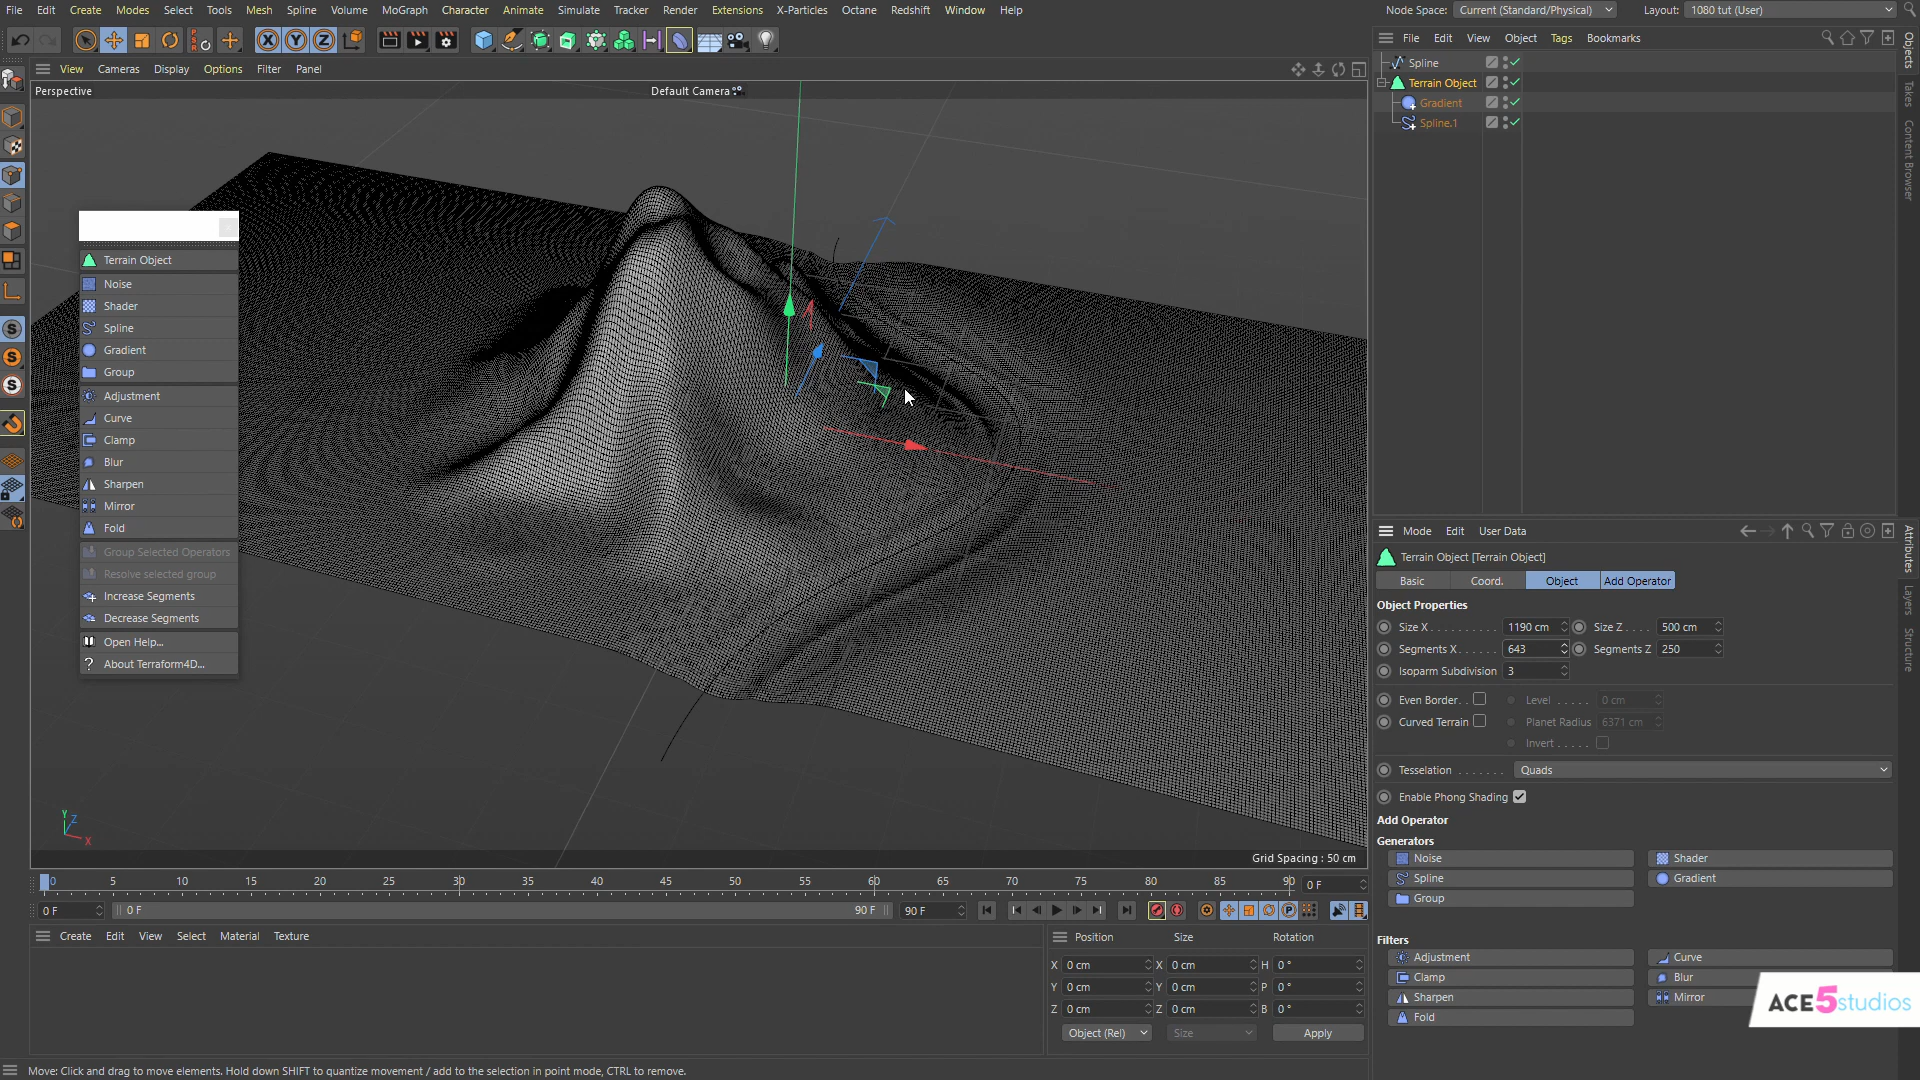 File Edit Create Modes Select Tools Mesh Spline Volume MoGraph Character Animate Simulate Tracker Render Extensions X-Particles Octane Redshift Window Help
Node Space: Current (Standard/Physical) Layout: 1080 tut (User)
X Y Z
PSR
File Edit View Object Tags Bookmarks
View Cameras Display Options Filter Panel
Perspective
Default Camera
Spline
Terrain Object
Gradient
Spline.1
Objects
Takes
Content Browser
Terrain Object
Noise
Shader
Spline
Gradient
Group
Adjustment
Curve
Clamp
Blur
Sharpen
Mirror
Fold
Group Selected Operators
Resolve selected group
Increase Segments
Decrease Segments
Open Help...
About Terraform4D...
S
S
S
Y
Z
X
Grid Spacing : 50 cm
Mode Edit User Data
Attributes
Layers
Structure
Terrain Object [Terrain Object]
Basic Coord. Object Add Operator
Object Properties
Size X 1190 cm Size Z 500 cm
Segments X 643 Segments Z 250
Isoparm Subdivision 3
Even Border Level 0 cm
Curved Terrain Planet Radius 6371 cm
Invert
Tesselation Quads
Enable Phong Shading
Add Operator
Generators
Noise Shader
Spline Gradient
Group
Filters
Adjustment Curve
Clamp Blur
Sharpen Mirror
Fold
0 5 10 15 20 25 30 35 40 45 50 55 60 65 70 75 80 85 90 0 F
0 F 0 F 90 F 90 F
P
Create Edit View Select Material Texture
Position Size Rotation
X 0 cm X 0 cm H 0 °
Y 0 cm Y 0 cm P 0 °
Z 0 cm Z 0 cm B 0 °
Object (Rel) Size Apply
ACE5studios
Move: Click and drag to move elements. Hold down SHIFT to quantize movement / add to the selection in point mode, CTRL to remove.